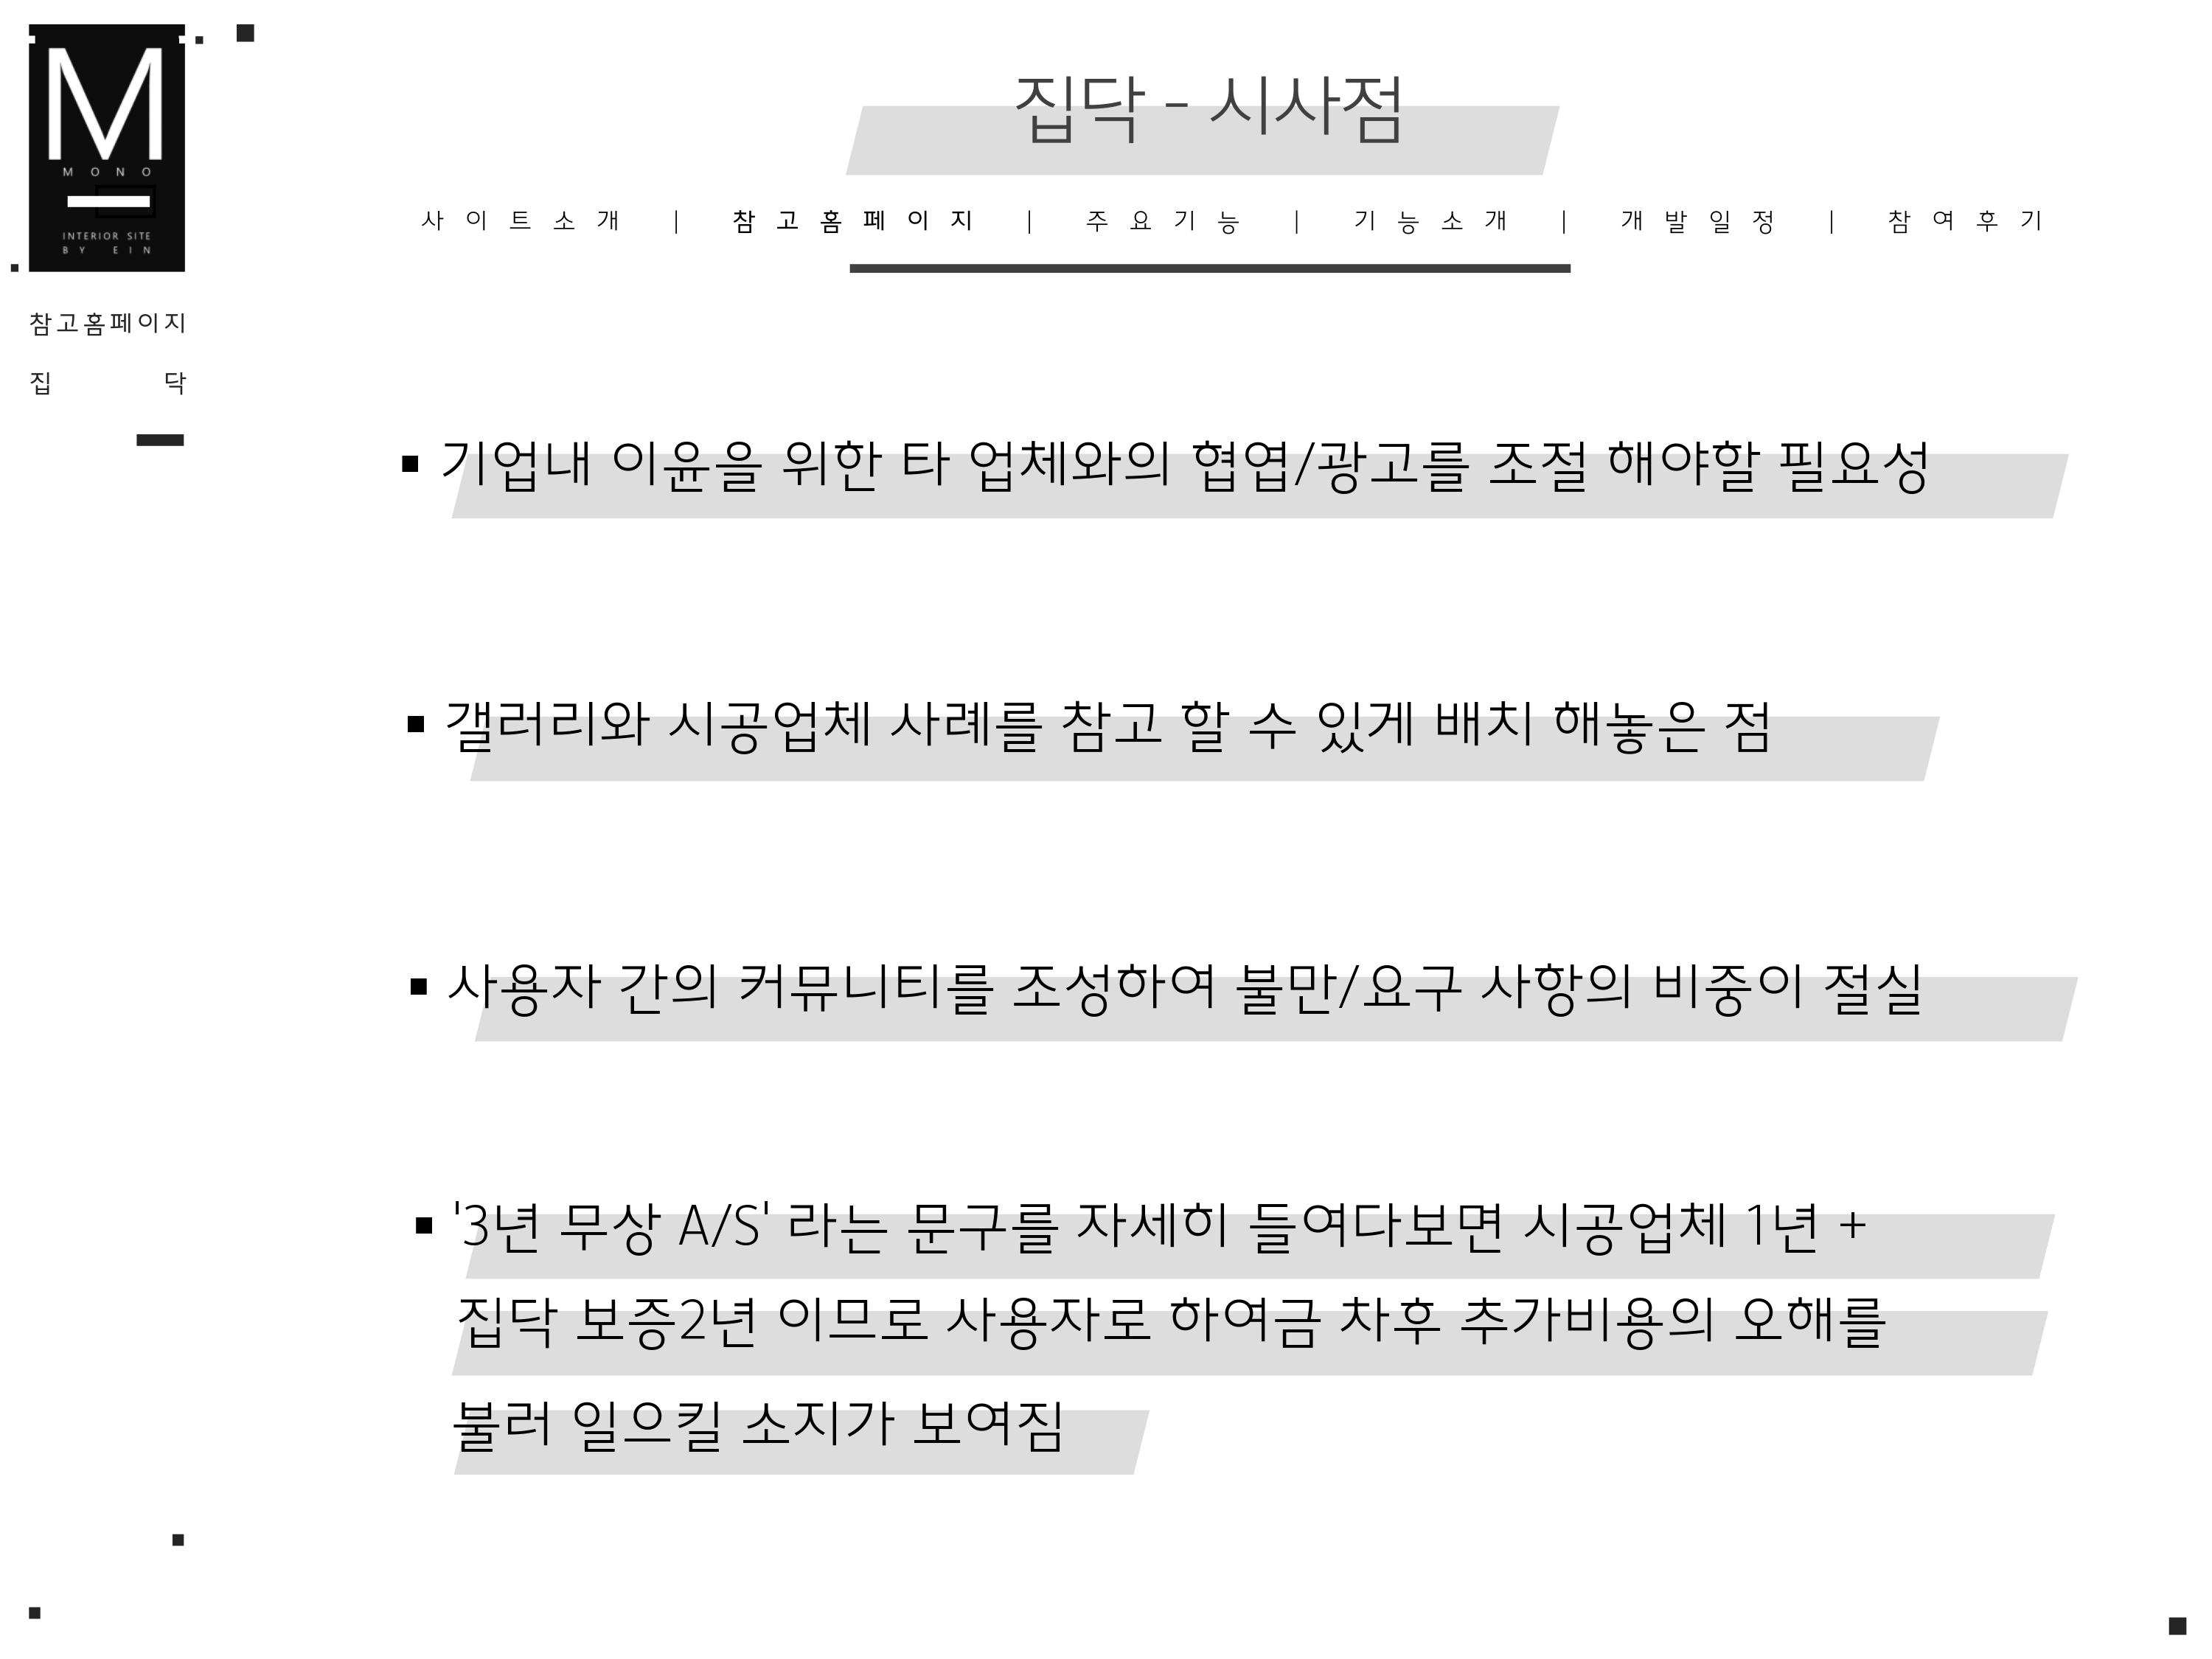 M
MONO
INTERIOR SITE
BY EIN
참고홈페이지
집닥
집닥 - 시사점
사이트소개 | 참고홈페이지 | 주요기능 | 기능소개 | 개발일정 | 참여후기
▪ 기업내 이윤을 위한 타 업체와의 협엽/광고를 조절 해야할 필요성
▪ 갤러리와 시공업체 사례를 참고 할 수 있게 배치 해놓은 점
▪ 사용자 간의 커뮤니티를 조성하여 불만/요구 사항의 비중이 절실
▪ '3년 무상 A/S' 라는 문구를 자세히 들여다보면 시공업체 1년 +
집닥 보증2년 이므로 사용자로 하여금 차후 추가비용의 오해를
불러 일으킬 소지가 보여짐